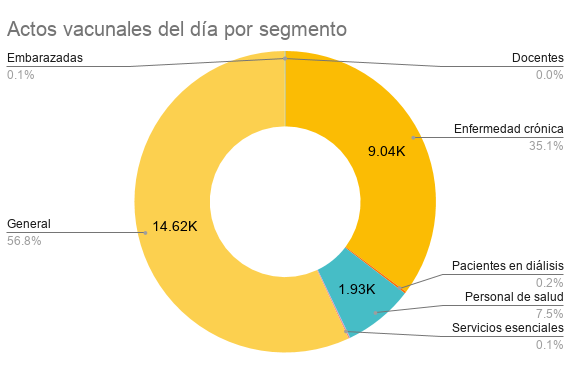 Actos vacunales del día por segmento
Embarazadas
0.1%
Docentes
0.0%
Enfermedad crónica
35.1%
9.04K
General
56.8%
14.62K
Pacientes en diálisis
0.2%
1.93K
Personal de salud
7.5%
Servicios esenciales
0.1%